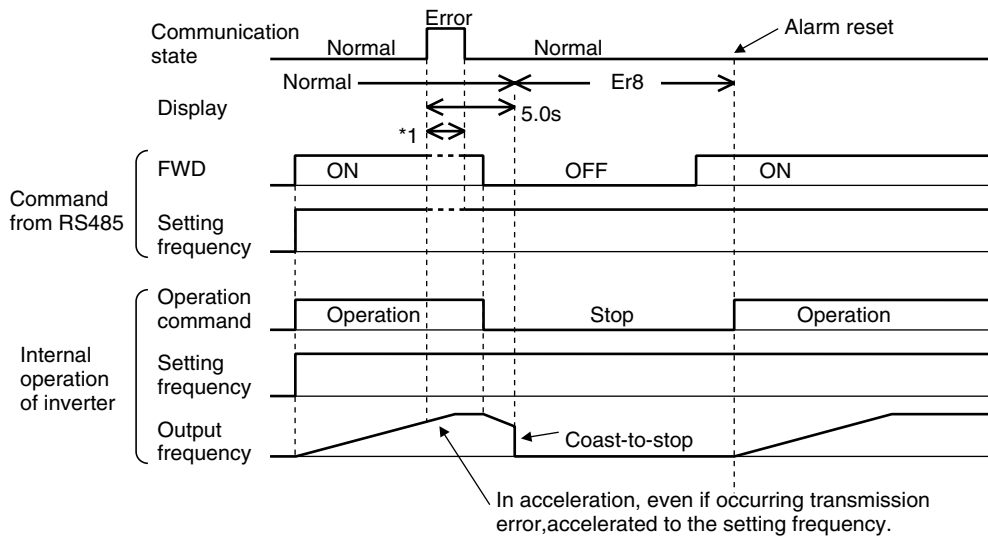 Error
Communication
state
Normal
Normal
Alarm reset
Normal
Er8
Display
5.0s
*1
Command
from RS485
FWD
ON
OFF
ON
Setting
frequency
Internal
operation
of inverter
Operation
command
Operation
Stop
Operation
Setting
frequency
Output
frequency
Coast-to-stop
In acceleration, even if occurring transmission
error,accelerated to the setting frequency.